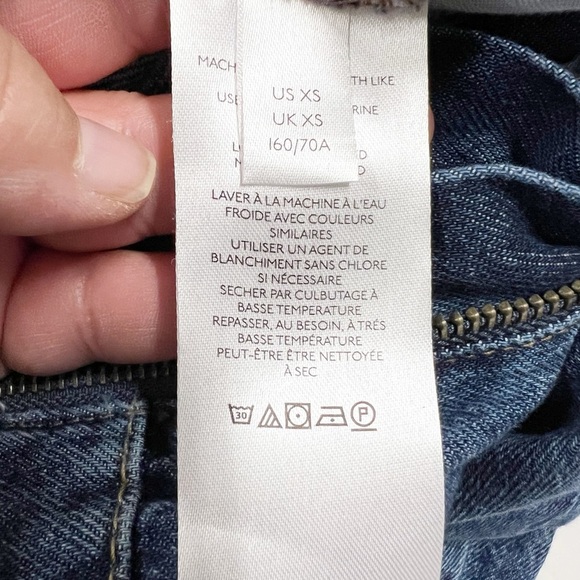 MACH
TH LIKE
USE
RINE
US XS
UK XS
160/70A
LAVER À LA MACHINE À L'EAU
FROIDE AVEC COULEURS
SIMILAIRES
UTILISER UN AGENT DE
BLANCHIMENT SANS CHLORE
SI NÉCESSAIRE
SECHER PAR CULBUTAGE À
BASSE TEMPERATURE
REPASSER, AU BESOIN, À TRÉS
BASSE TEMPÉRATURE
PEUT-ÊTRE ÊTRE NETTOYÉE
À SEC
30
P